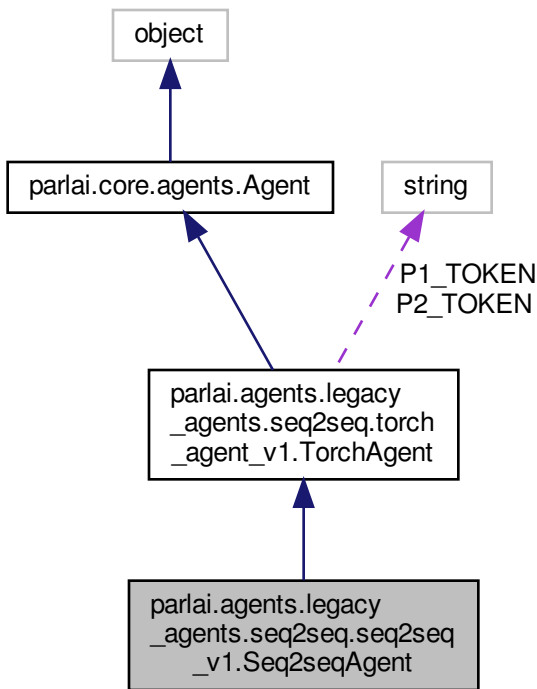 object
parlai.core.agents.Agent
string
P1_TOKEN
P2_TOKEN
parlai.agents.legacy
_agents.seq2seq.torch
_agent_v1.TorchAgent
parlai.agents.legacy
_agents.seq2seq.seq2seq
_v1.Seq2seqAgent